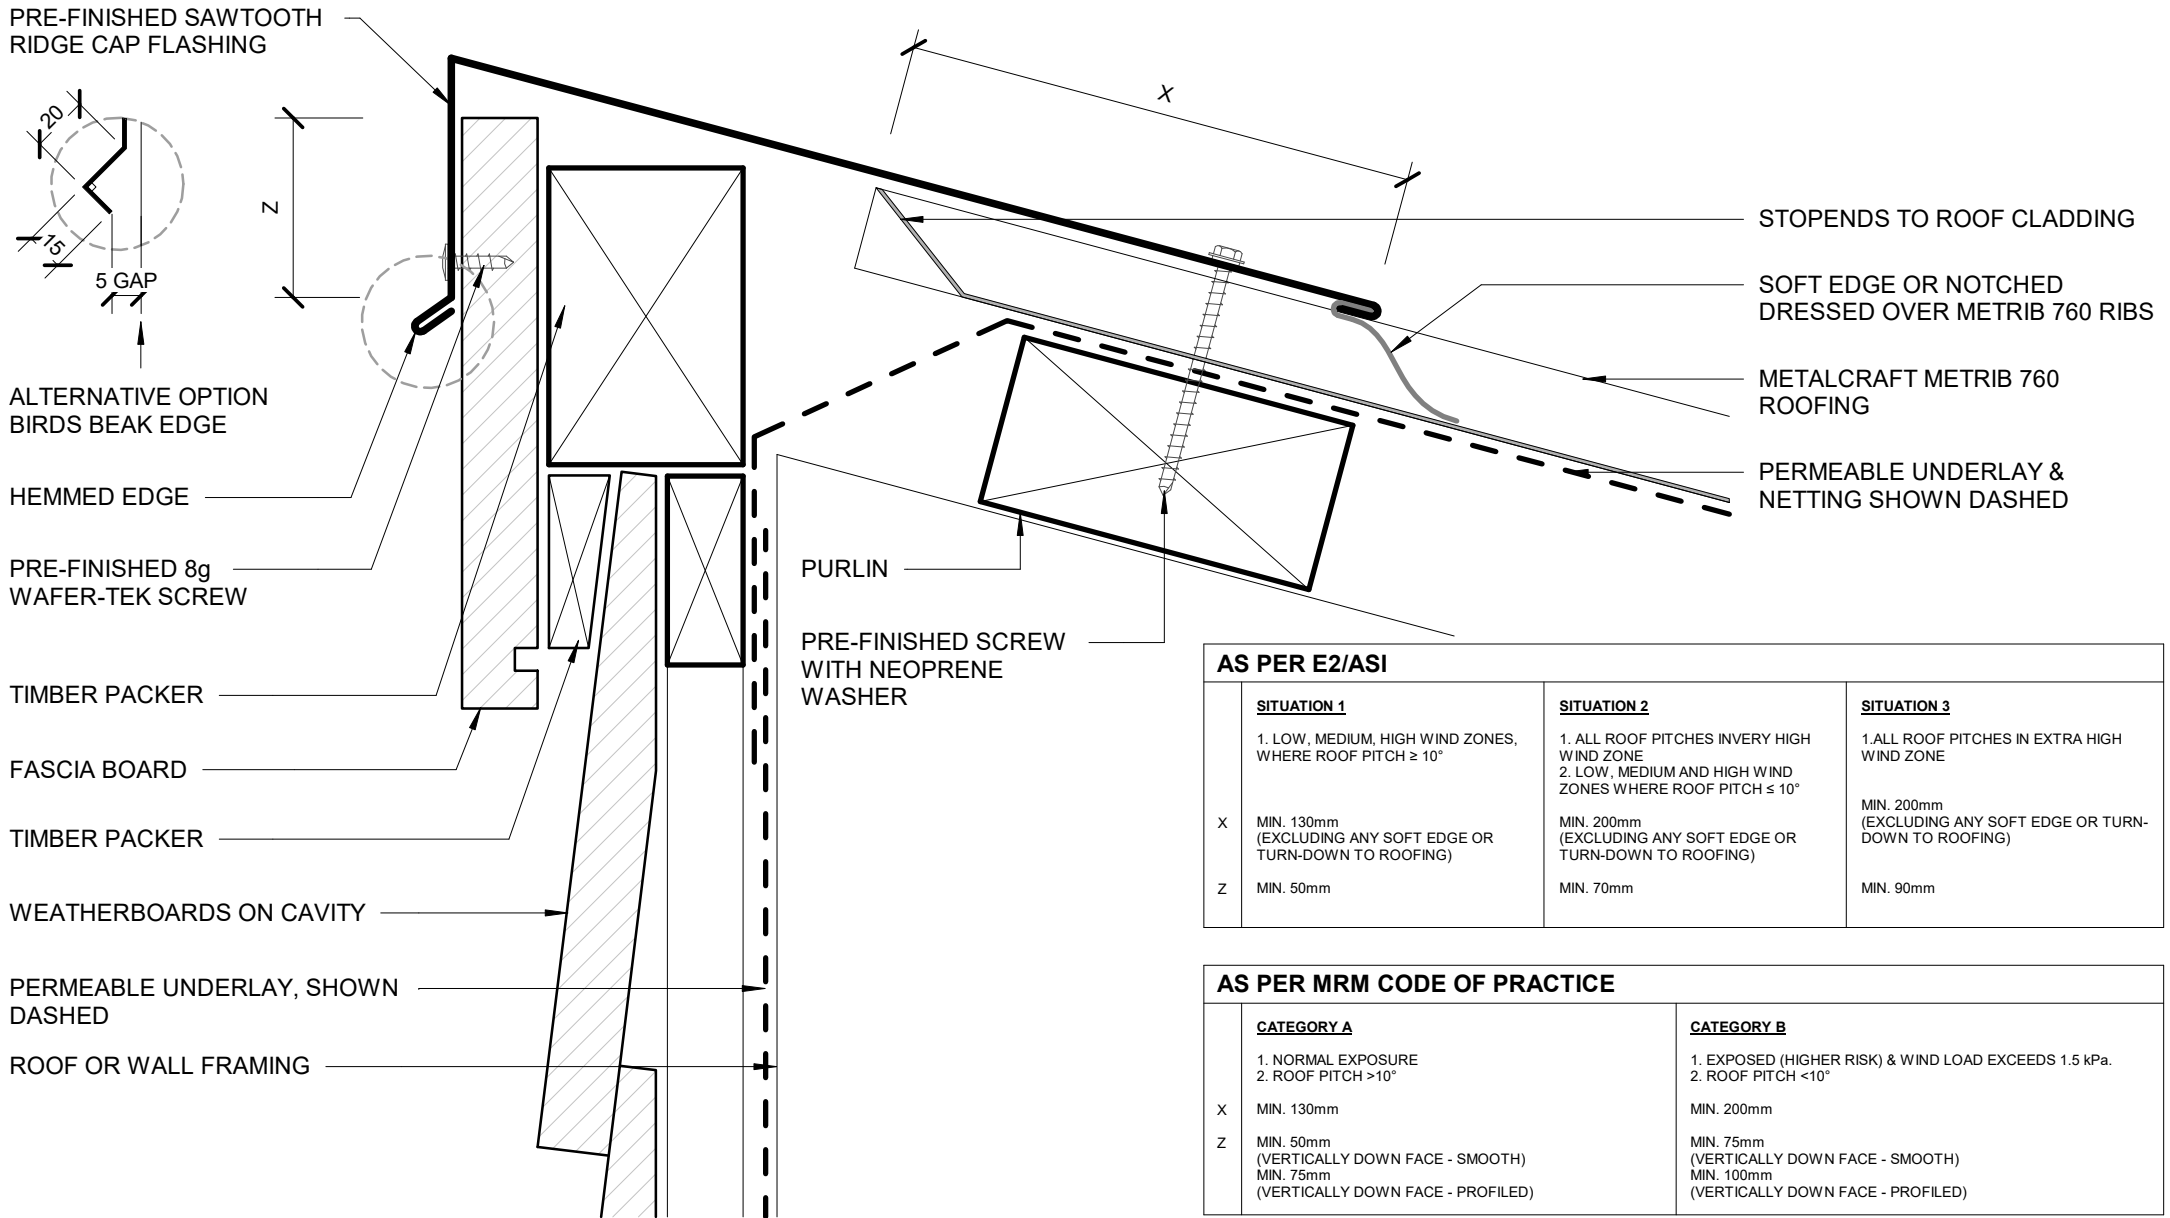 PRE-FINISHED SAWTOOTH
RIDGE CAP FLASHING
20
15
5 GAP
ALTERNATIVE OPTION
BIRDS BEAK EDGE
HEMMED EDGE
PRE-FINISHED 8g
WAFER-TEK SCREW
TIMBER PACKER
FASCIA BOARD
TIMBER PACKER
WEATHERBOARDS ON CAVITY
PERMEABLE UNDERLAY, SHOWN
DASHED
ROOF OR WALL FRAMING
Z
X
STOPENDS TO ROOF CLADDING
SOFT EDGE OR NOTCHED
DRESSED OVER METRIB 760 RIBS
METALCRAFT METRIB 760
ROOFING
PERMEABLE UNDERLAY &
NETTING SHOWN DASHED
PURLIN
PRE-FINISHED SCREW
WITH NEOPRENE
WASHER
AS PER E2/ASI
SITUATION 1
1. LOW, MEDIUM, HIGH WIND ZONES,
WHERE ROOF PITCH ≥ 10°
SITUATION 2
1. ALL ROOF PITCHES INVERY HIGH
WIND ZONE
2. LOW, MEDIUM AND HIGH WIND
ZONES WHERE ROOF PITCH ≤ 10°
SITUATION 3
1.ALL ROOF PITCHES IN EXTRA HIGH
WIND ZONE
X
MIN. 130mm
(EXCLUDING ANY SOFT EDGE OR
TURN-DOWN TO ROOFING)
MIN. 200mm
(EXCLUDING ANY SOFT EDGE OR
TURN-DOWN TO ROOFING)
MIN. 200mm
(EXCLUDING ANY SOFT EDGE OR TURN-
DOWN TO ROOFING)
Z
MIN. 50mm
MIN. 70mm
MIN. 90mm
AS PER MRM CODE OF PRACTICE
CATEGORY A
1. NORMAL EXPOSURE
2. ROOF PITCH >10°
CATEGORY B
1. EXPOSED (HIGHER RISK) & WIND LOAD EXCEEDS 1.5 kPa.
2. ROOF PITCH <10°
X
MIN. 130mm
MIN. 200mm
Z
MIN. 50mm
(VERTICALLY DOWN FACE - SMOOTH)
MIN. 75mm
(VERTICALLY DOWN FACE - PROFILED)
MIN. 75mm
(VERTICALLY DOWN FACE - SMOOTH)
MIN. 100mm
(VERTICALLY DOWN FACE - PROFILED)